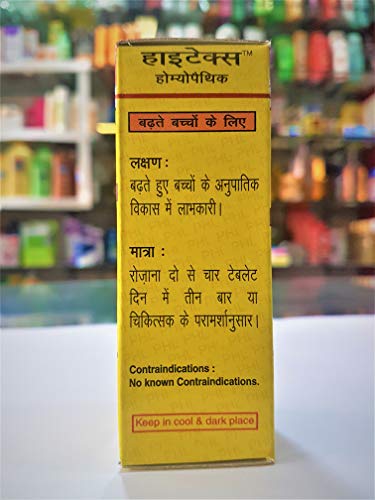 हाइटेक्स™
होम्योपैथिक
बढ़ते बच्चों के लिए
लक्षण :
बढ़ते हुए बच्चों के अनुपातिक
विकास में लाभकारी।
मात्रा :
रोज़ाना दो से चार टेबलेट
दिन में तीन बार या
चिकित्सक के परामर्शानुसार।
Contraindications :
No known Contraindications.
Keep in cool & dark place